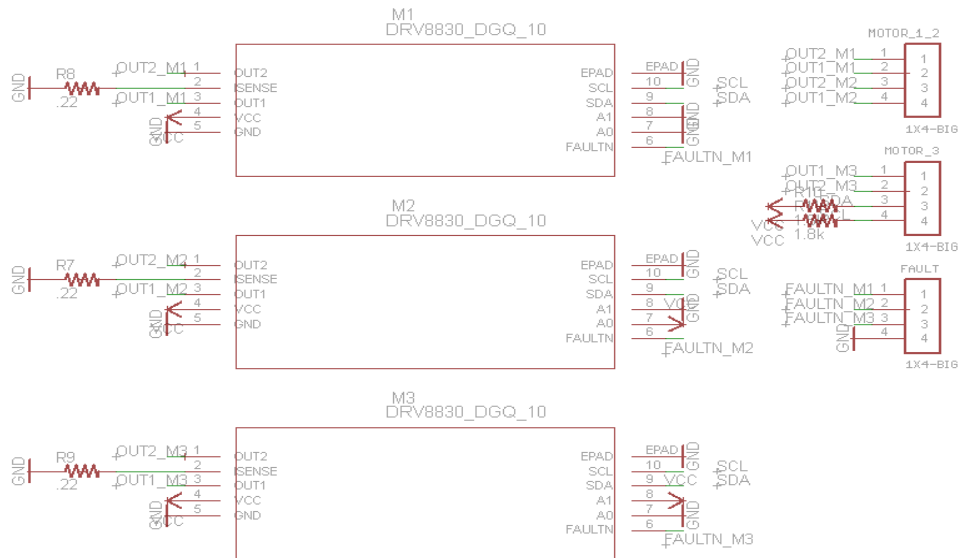 M1
DRV8830_DGQ_10
R8
.22
GND
OUT2_M1
OUT1_M1
GND
VCC
1 OUT2
2 ISENSE
3 OUT1
4 VCC
5 GND
EPAD GND
SCL 10 SCL
SDA 9 SDA
A1 8 GND
A0 7 GND
FAULTN 6
FAULTN_M1
MOTOR_1_2
OUT2_M1 1 1
OUT1_M1 2 2
OUT2_M2 3 3
OUT1_M2 4 4
1X4-BIG
MOTOR_3
OUT1_M3 1 1
OUT2_M3 2 2
R10 3 3
4 4
VCC
VCC 1.8k
1X4-BIG
M2
DRV8830_DGQ_10
R7
.22
GND
OUT2_M2
OUT1_M2
GND
VCC
1 OUT2
2 ISENSE
3 OUT1
4 VCC
5 GND
EPAD GND
SCL 10 SCL
SDA 9 SDA
A1 8 VCC GND
A0 7
FAULTN 6
FAULTN_M2
FAULT
FAULTN_M1 1 1
FAULTN_M2 2 2
FAULTN_M3 3 3
GND 4 4
1X4-BIG
M3
DRV8830_DGQ_10
R9
.22
GND
OUT2_M3
OUT1_M3
GND
VCC
1 OUT2
2 ISENSE
3 OUT1
4 VCC
5 GND
EPAD GND
SCL 10 SCL
SDA 9 VCC SDA
A1 8
A0 7 GND
FAULTN 6
FAULTN_M3